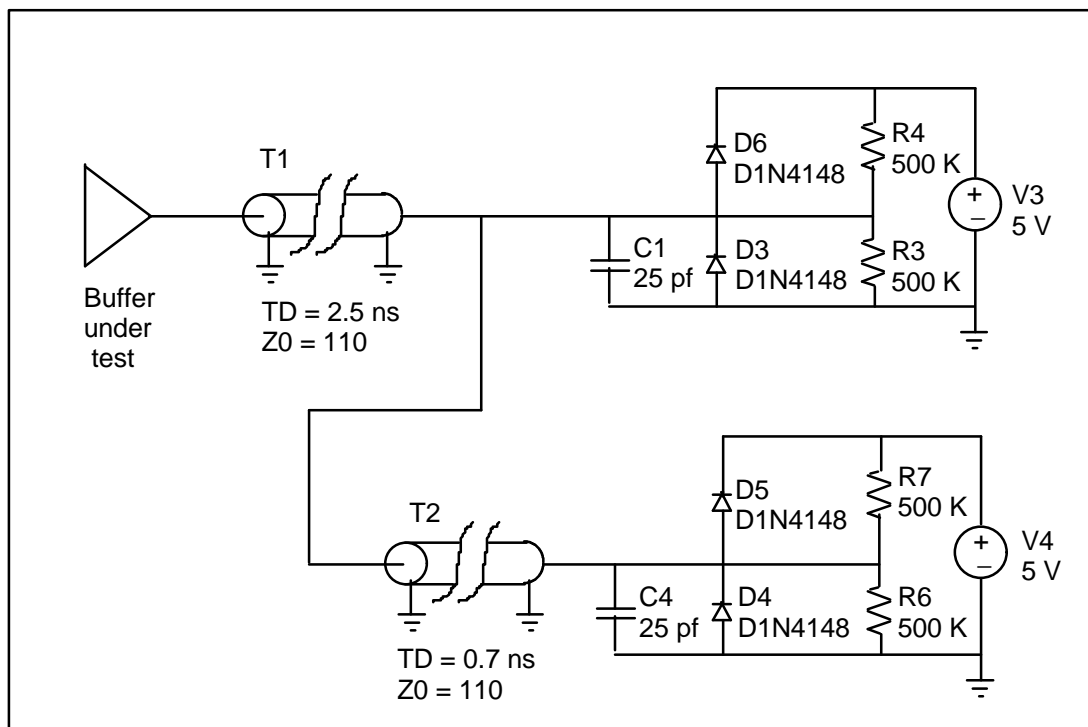 T1
Buffer
under
test
TD = 2.5 ns
Z0 = 110
C1
25 pf
D6
D1N4148
D3
D1N4148
R4
500 K
R3
500 K
+
–
V3
5 V
T2
TD = 0.7 ns
Z0 = 110
C4
25 pf
D5
D1N4148
D4
D1N4148
R7
500 K
R6
500 K
+
–
V4
5 V